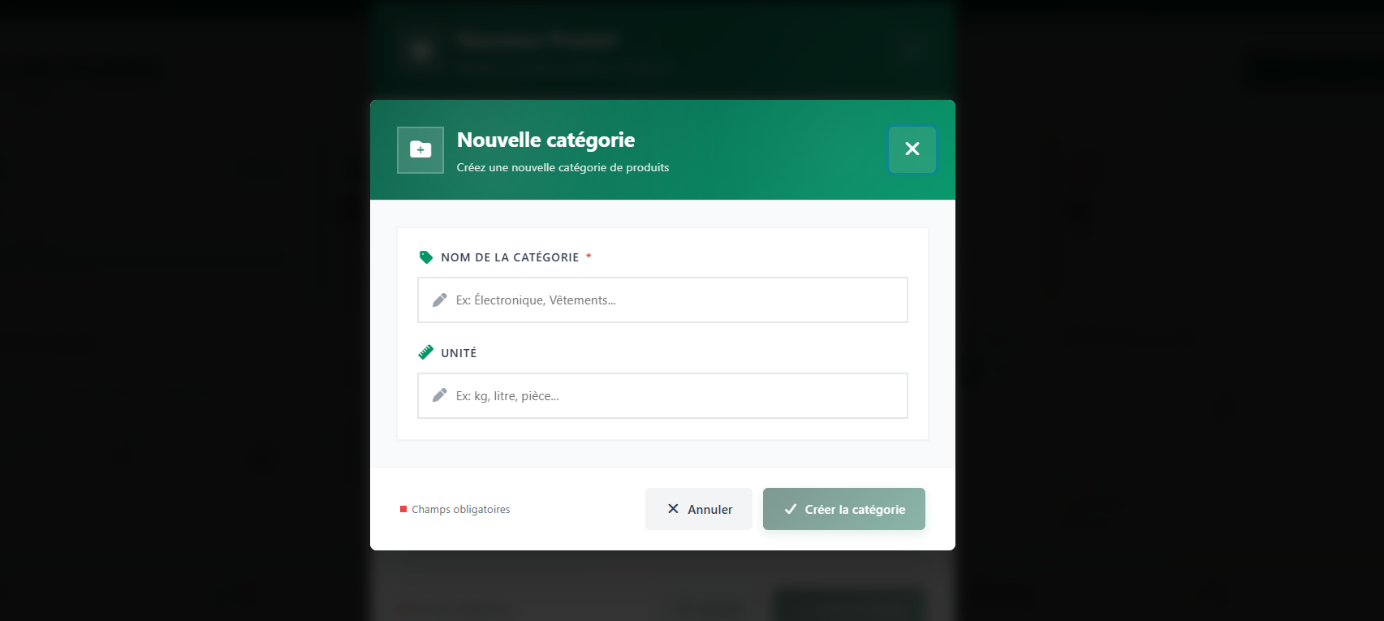 Nouvelle catégorie
Créez une nouvelle catégorie de produits
NOM DE LA CATÉGORIE *
Ex: Électronique, Vêtements...
UNITÉ
Ex: kg, litre, pièce...
Champs obligatoires
Annuler
Créer la catégorie